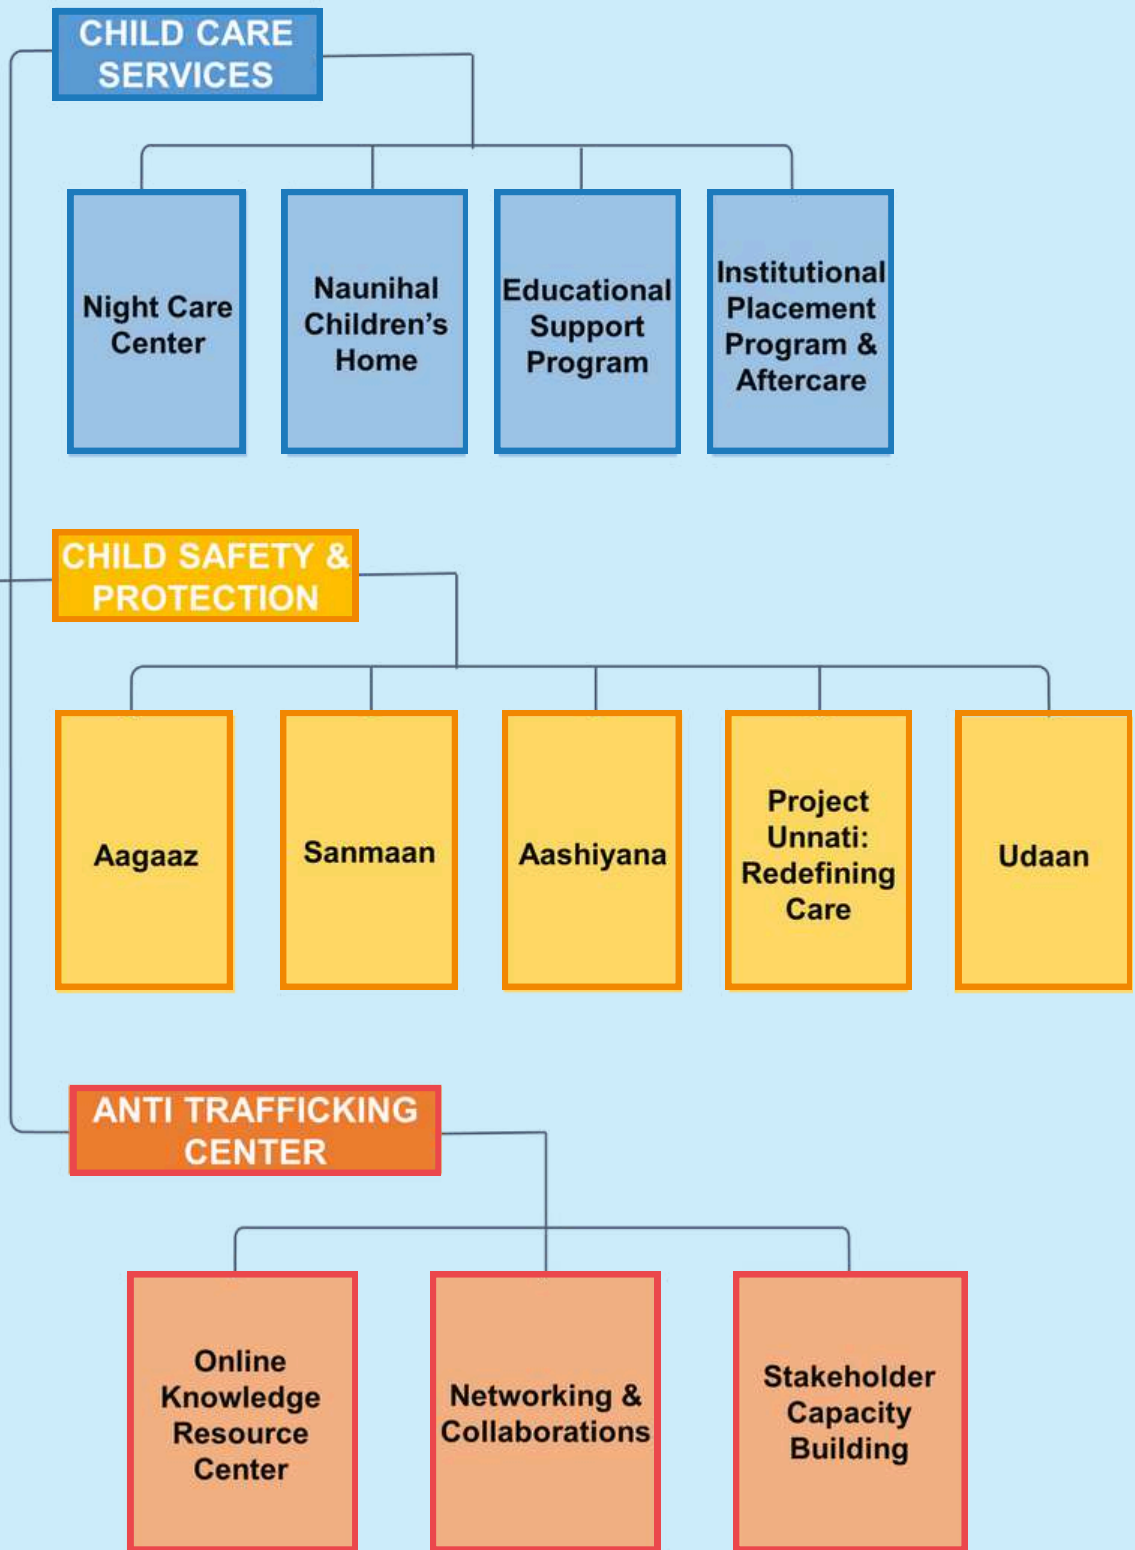 CHILD CARE
SERVICES
Night Care
Center
Naunihal
Children's
Home
Educational
Support
Program
Institutional
Placement
Program &
Aftercare
CHILD SAFETY &
PROTECTION
Aagaaz
Sanmaan
Aashiyana
Project
Unnati:
Redefining
Care
Udaan
ANTI TRAFFICKING
CENTER
Online
Knowledge
Resource
Center
Networking &
Collaborations
Stakeholder
Capacity
Building